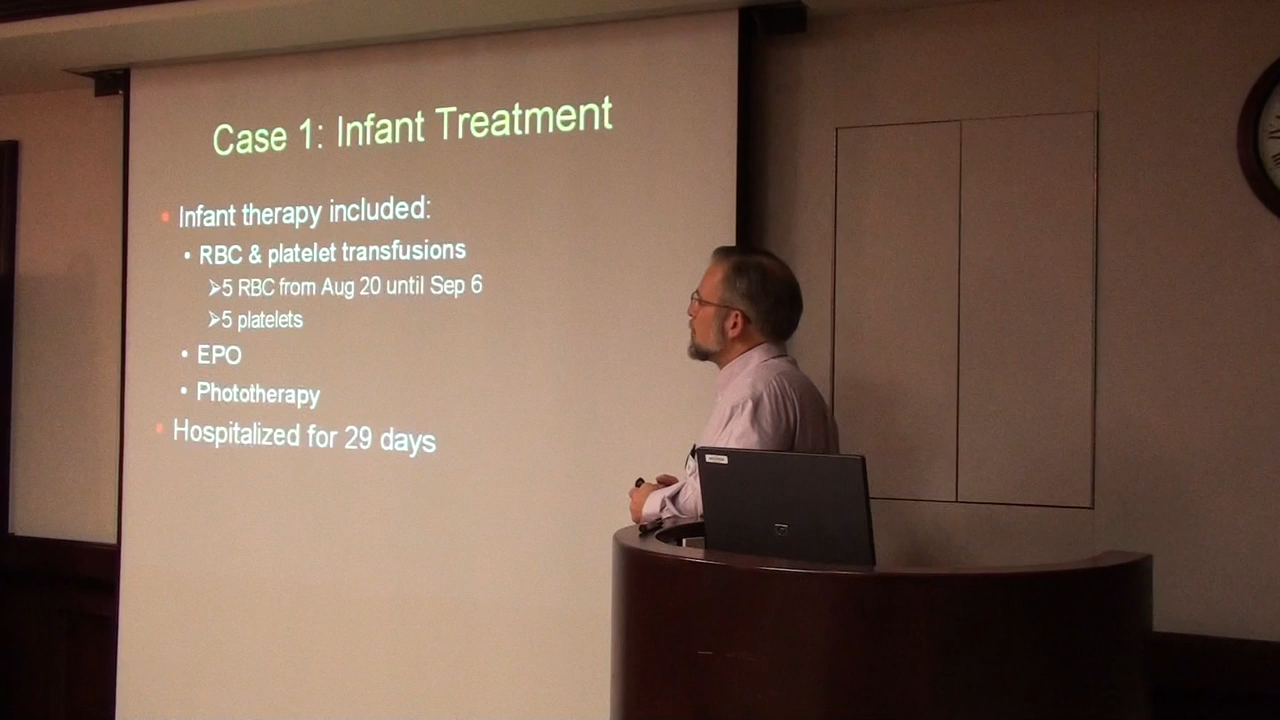 Case 1: Infant Treatment
• Infant therapy included:
• RBC & platelet transfusions
➢5 RBC from Aug 20 until Sep 6
➢5 platelets
• EPO
• Phototherapy
• Hospitalized for 29 days
hp